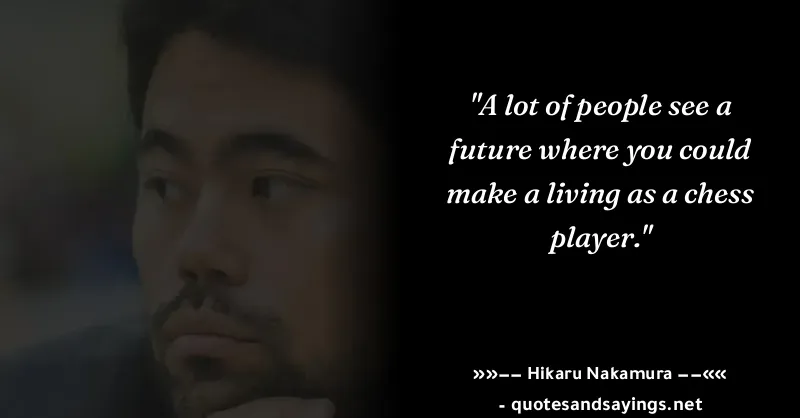 "A lot of people see a
future where you could
make a living as a chess
player."
»»−− Hikaru Nakamura −−««
- quotesandsayings.net